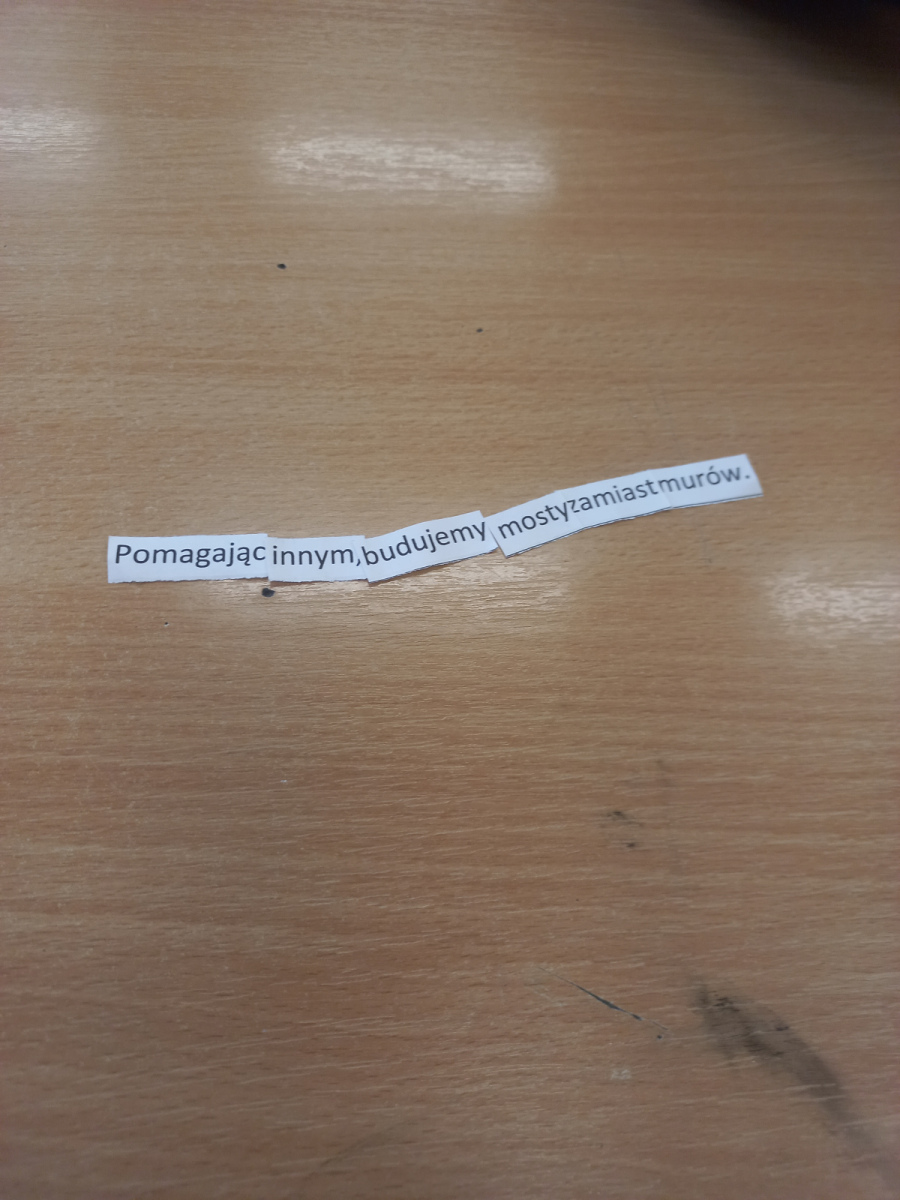 Pomagając innym, budujemy mosty zamiast murów.